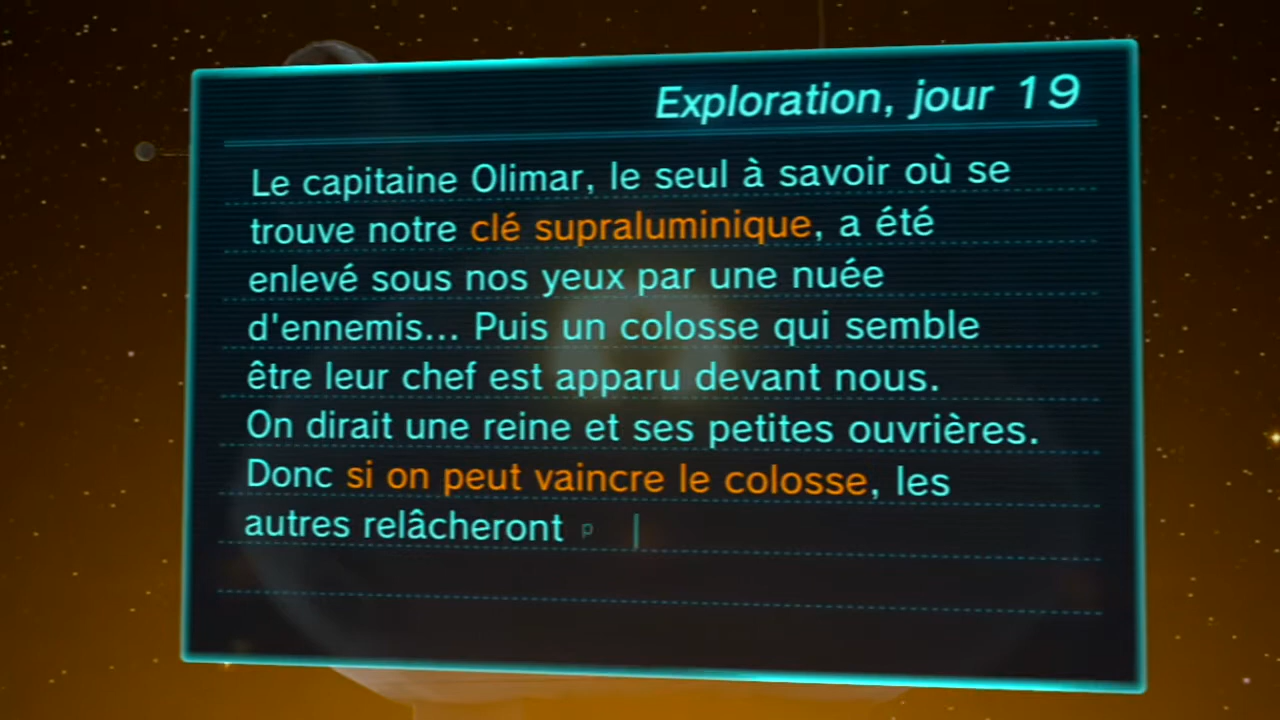 Exploration, jour 19
Le capitaine Olimar, le seul à savoir où se
trouve notre clé supraluminique, a été
enlevé sous nos yeux par une nuée
d'ennemis... Puis un colosse qui semble
être leur chef est apparu devant nous.
On dirait une reine et ses petites ouvrières.
Donc si on peut vaincre le colosse, les
autres relâcheront p